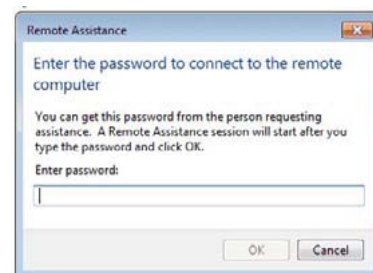 Remote Assistance
Enter the password to connect to the remote
computer
You can get this password from the person requesting
assistance. A Remote Assistance session will start after you
type the password and click OK.
Enter password:
OK
Cancel